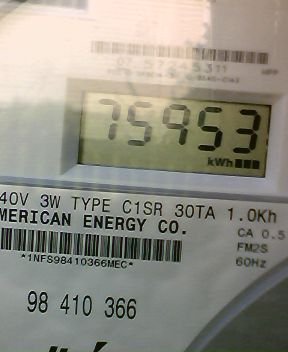 75953
kWh
40V 3W TYPE C1SR 30TA 1.0Kh
MERICAN ENERGY CO.
CA 0.5
FM2S
60Hz
*1NFS98410366MEC*
98 410 366